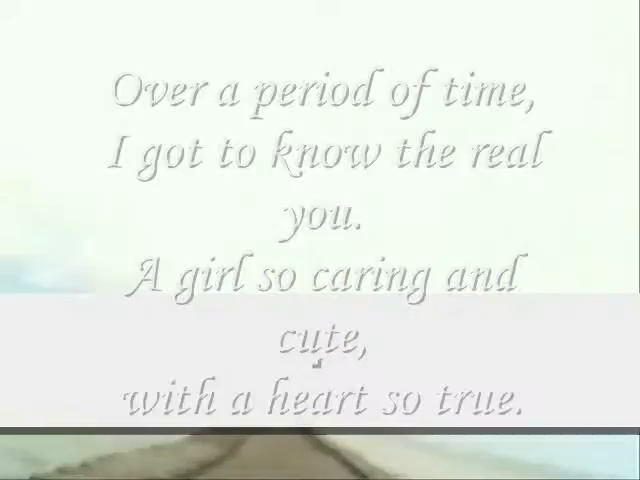 Over a period of time,
I got to know the real
you.
A girl so caring and
cute,
with a heart so true.